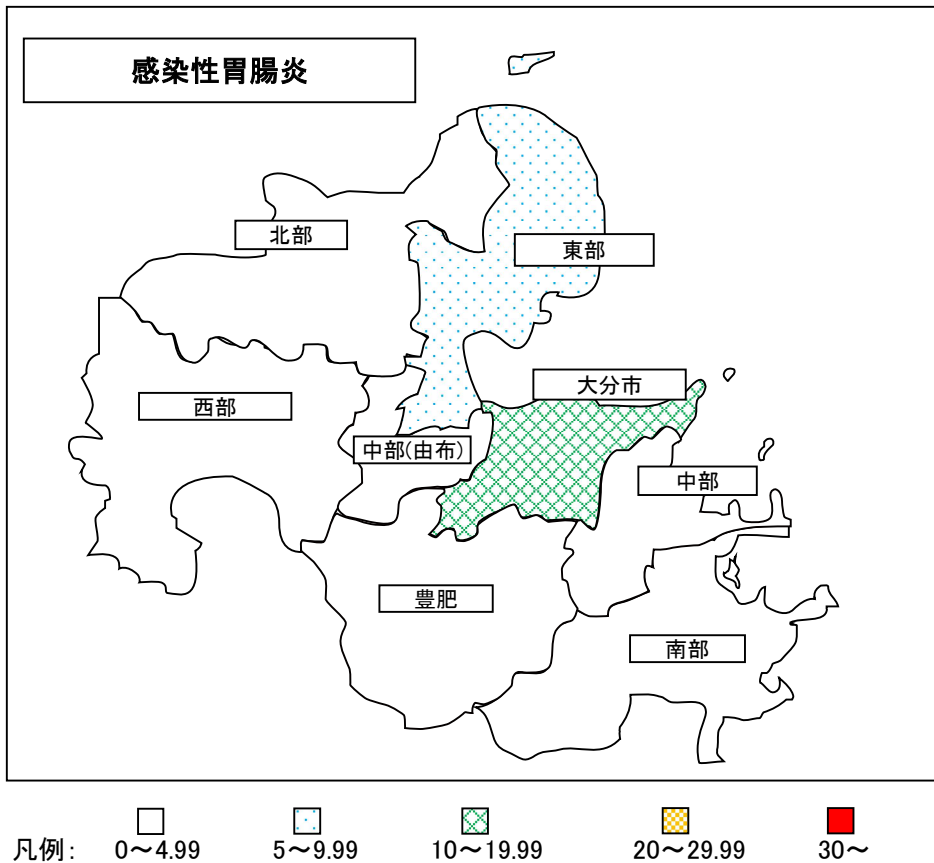 感染性胃腸炎
北部
東部
大分市
西部
中部(由布)
中部
豊肥
南部
凡例: 0～4.99 5～9.99 10～19.99 20～29.99 30～